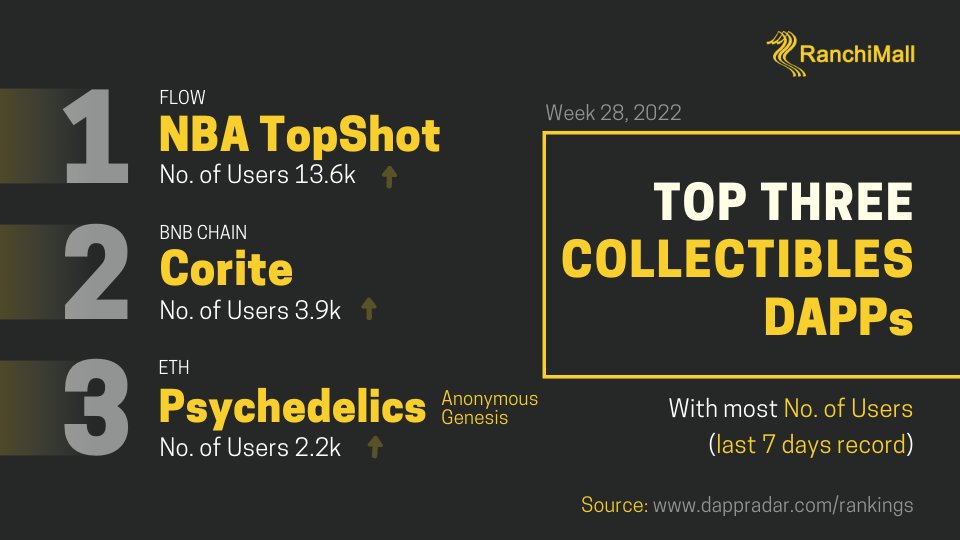 RanchiMall
1
FLOW
NBA TopShot
No. of Users 13.6k
2
BNB CHAIN
Corite
No. of Users 3.9k
3
ETH
Psychedelics
Anonymous
Genesis
No. of Users 2.2k
Week 28, 2022
TOP THREE
COLLECTIBLES
DAPPs
With most No. of Users
(last 7 days record)
Source: www.dappradar.com/rankings